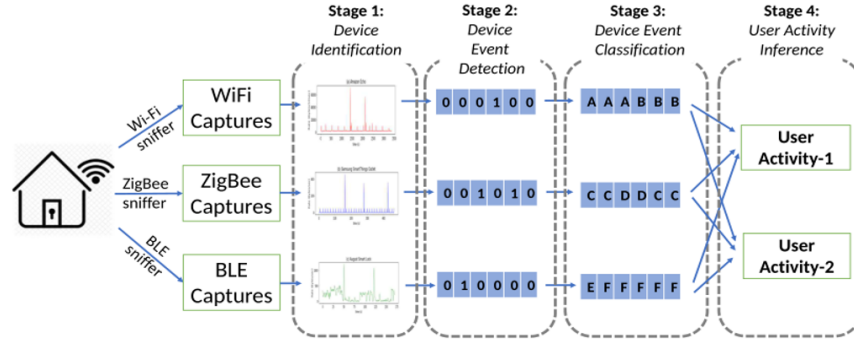 Stage 1:
Device
Identification
Stage 2:
Device
Event
Detection
Stage 3:
Device Event
Classification
Stage 4:
User Activity
Inference
Wi-Fi
sniffer
WiFi
Captures
0 0 0 1 0 0
A A A B B B
User
Activity-1
ZigBee
sniffer
ZigBee
Captures
0 0 1 0 1 0
C C D D C C
User
Activity-2
BLE
sniffer
BLE
Captures
0 1 0 0 0 0
E F F F F F